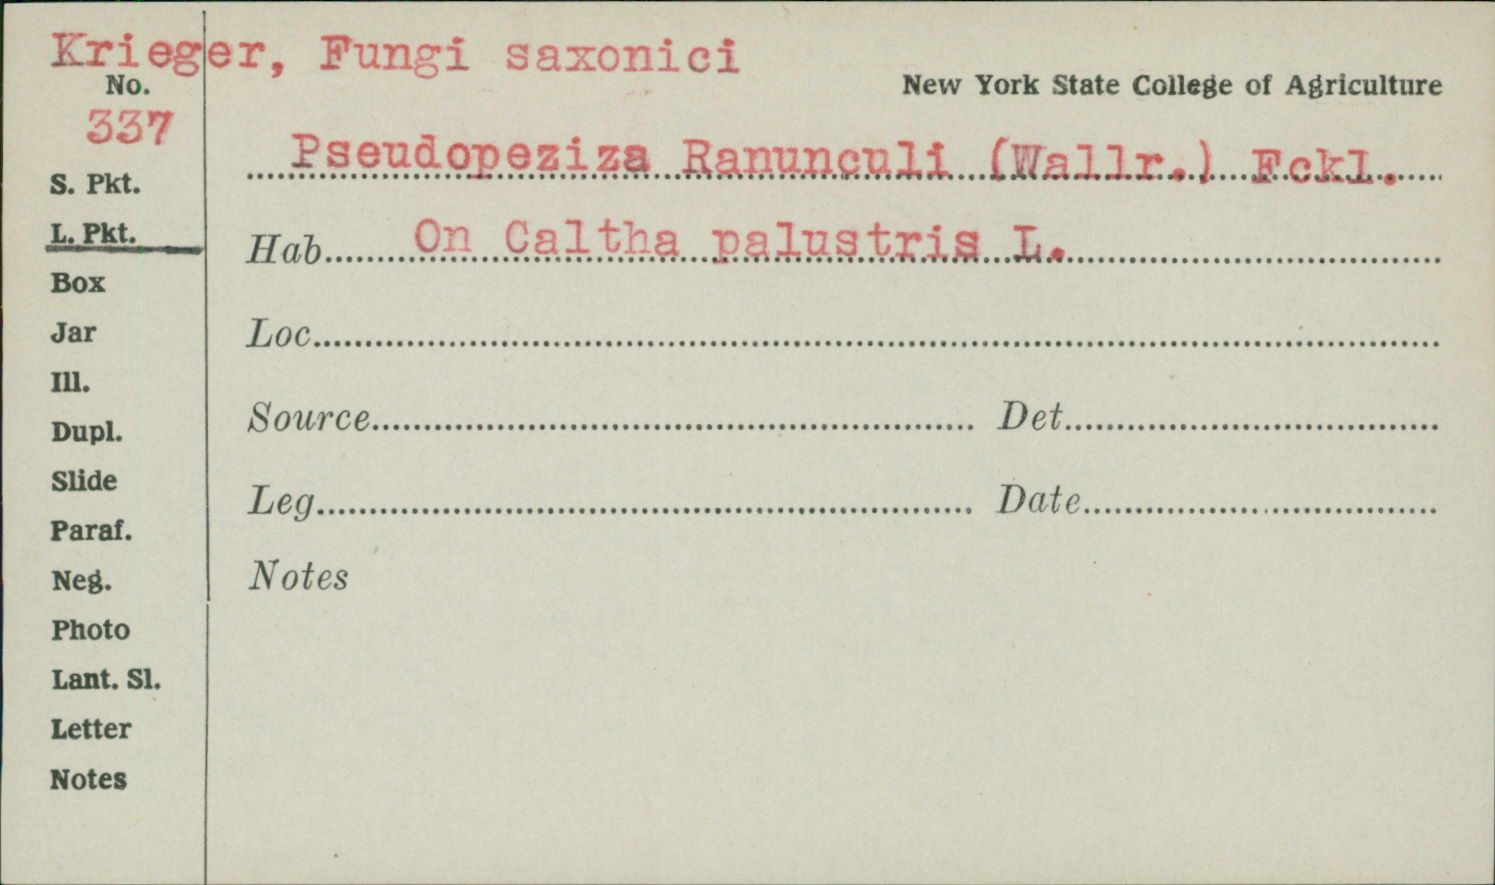 Krieger, Fungi saxonici
No.
New York State College of Agriculture
337
Pseudopeziza Ranunculi (Wallr.) Fckl.
S. Pkt.
L. Pkt.
Hab. On Caltha palustris L.
Box
Jar
Loc.
Ill.
Dupl.
Source Det.
Slide
Leg. Date
Paraf.
Neg.
Notes
Photo
Lant. Sl.
Letter
Notes